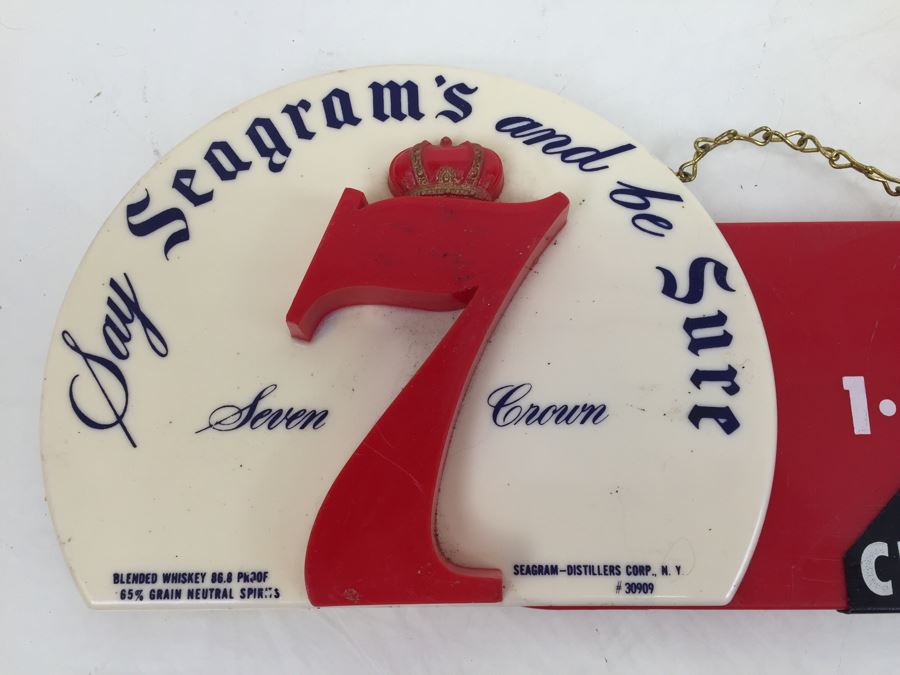 Say Seagram's and be Sure
7
Seven Crown
BLENDED WHISKEY 86.8 PROOF
65% GRAIN NEUTRAL SPIRITS
SEAGRAM-DISTILLERS CORP., N.Y.
#30909
1.
C